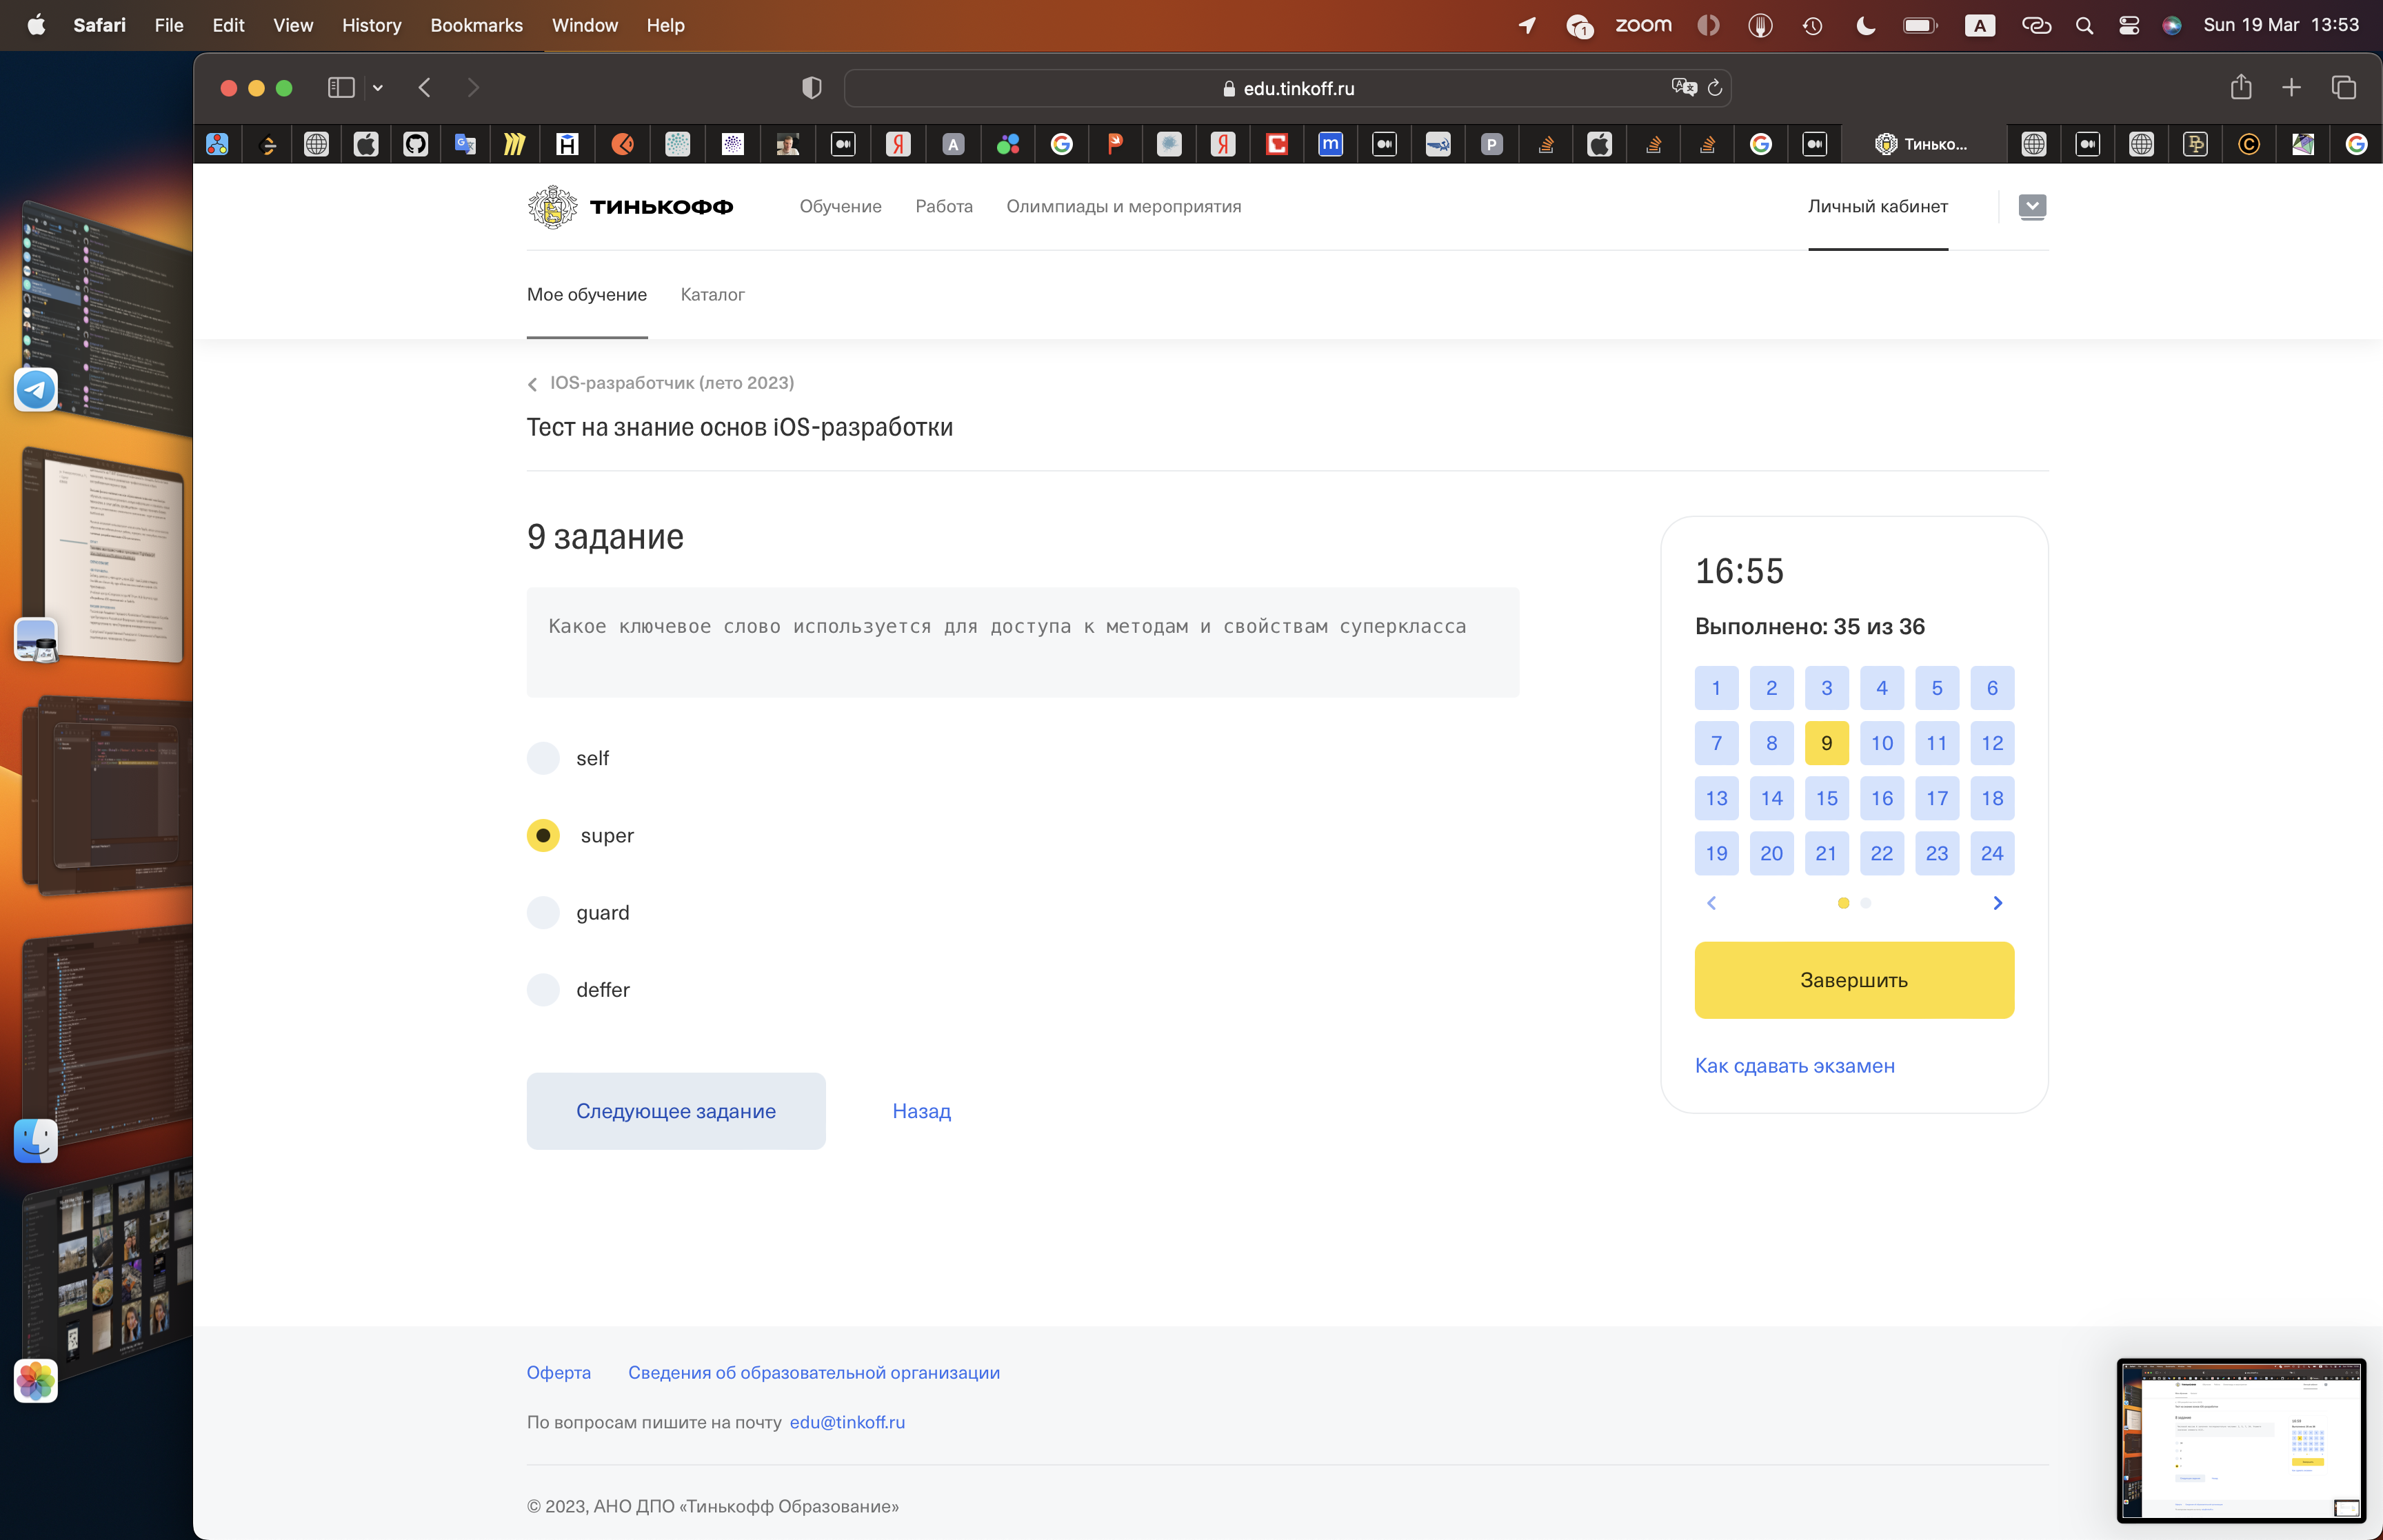 Safari File Edit View History Bookmarks Window Help
1 zoom A Sun 19 Mar 13:53
edu.tinkoff.ru
Тинько...
ТИНЬКОФФ Обучение Работа Олимпиады и мероприятия Личный кабинет
Мое обучение Каталог
IOS-разработчик (лето 2023)
Тест на знание основ iOS-разработки
9 задание
Какое ключевое слово используется для доступа к методам и свойствам суперкласса
self
super
guard
deffer
Следующее задание Назад
16:55
Выполнено: 35 из 36
1 2 3 4 5 6
7 8 9 10 11 12
13 14 15 16 17 18
19 20 21 22 23 24
Завершить
Как сдавать экзамен
Оферта Сведения об образовательной организации
По вопросам пишите на почту edu@tinkoff.ru
© 2023, АНО ДПО «Тинькофф Образование»